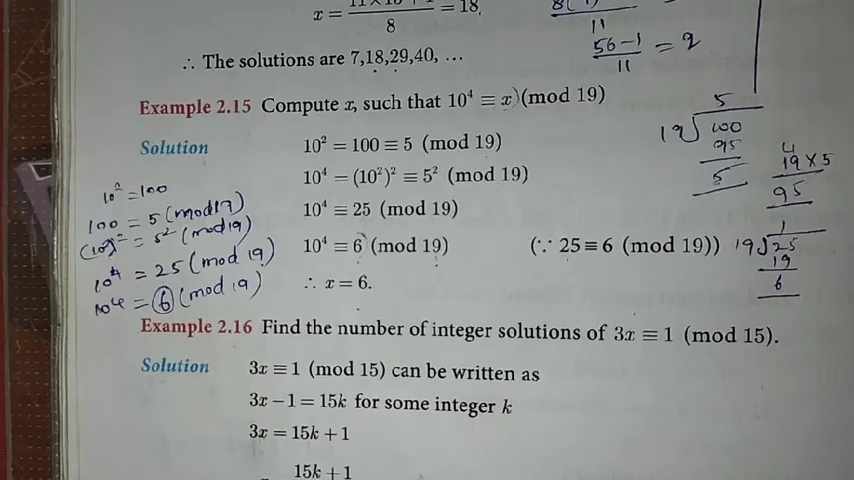 x = = 18,
8
∴ The solutions are 7,18,29,40, …
11
56-1 = 2
11
Example 2.15 Compute x, such that 10⁴ ≡ x (mod 19)
Solution
10² = 100 ≡ 5 (mod 19)
10⁴ = (10²)² ≡ 5² (mod 19)
10⁴ ≡ 25 (mod 19)
10⁴ ≡ 6 (mod 19) (∵ 25 ≡ 6 (mod 19))
∴ x = 6.
10² = 100
100 = 5 (mod 19)
(10)² = 5² (mod 19)
10⁴ = 25 (mod 19)
10⁴ = 6 (mod 19)
5
19) 100
95
5
4
19 × 5
95
1
19) 25
19
6
Example 2.16 Find the number of integer solutions of 3x ≡ 1 (mod 15).
Solution
3x ≡ 1 (mod 15) can be written as
3x − 1 = 15k for some integer k
3x = 15k + 1
15k + 1